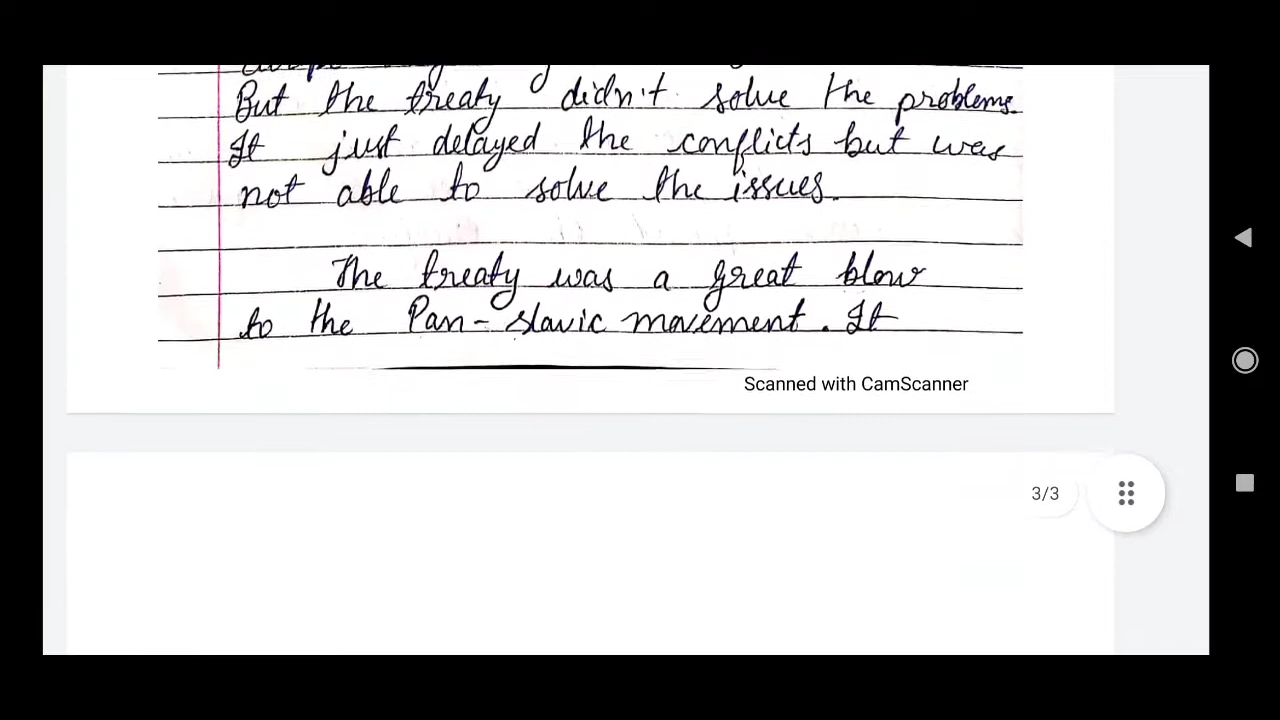 But the treaty didn't solve the problems.
It just delayed the conflicts but was
not able to solve the issues.
The treaty was a great blow
to the Pan-slavic movement. It
Scanned with CamScanner
3/3